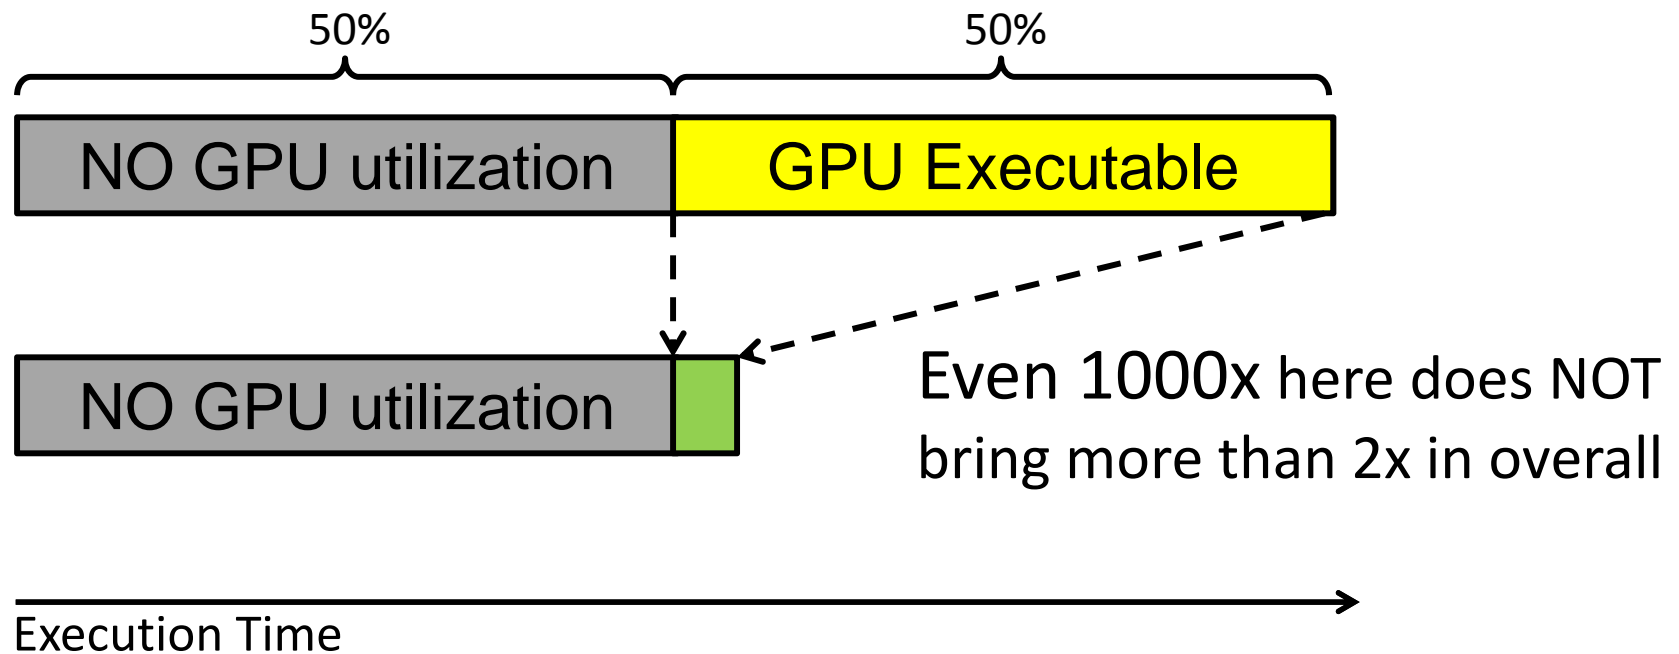 50%
50%
NO GPU utilization
GPU Executable
NO GPU utilization
Even 1000x here does NOT
bring more than 2x in overall
Execution Time